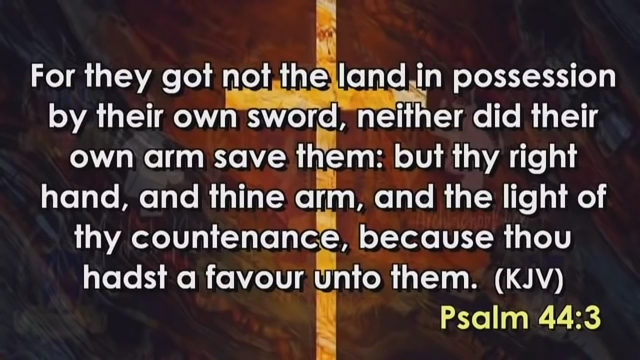 For they got not the land in possession
by their own sword, neither did their
own arm save them: but thy right
hand, and thine arm, and the light of
thy countenance, because thou
hadst a favour unto them. (KJV)
Psalm 44:3